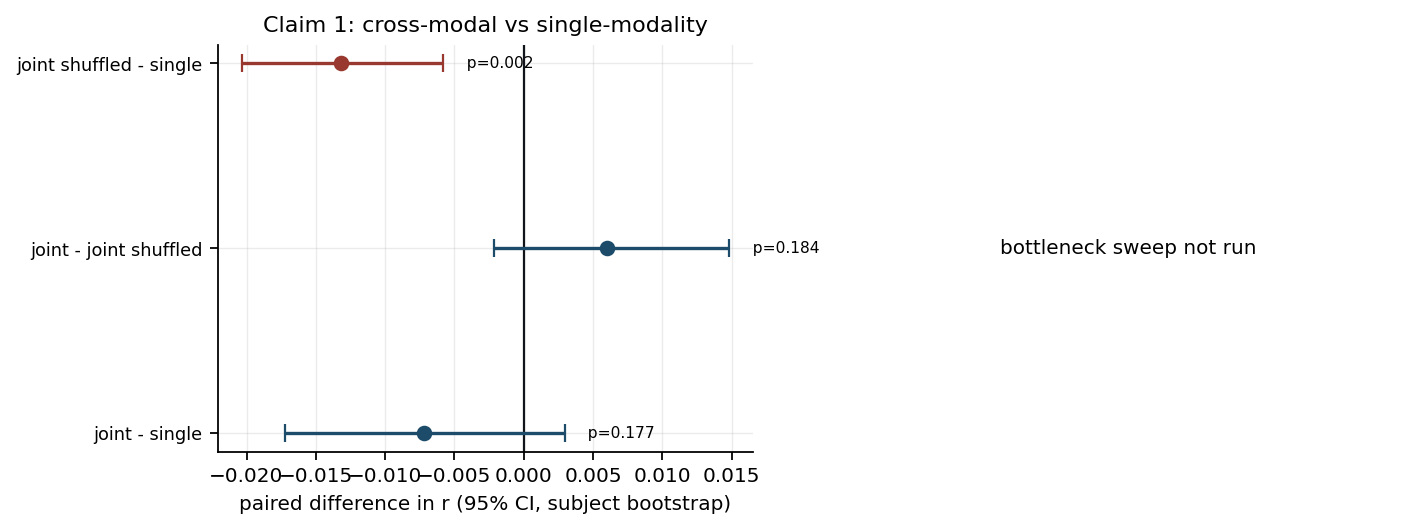 Claim 1: cross-modal vs single-modality
joint shuffled - single
p=0.002
joint - joint shuffled
p=0.184
bottleneck sweep not run
joint - single
p=0.177
−0.020 −0.015 −0.010 −0.005 0.000 0.005 0.010 0.015
paired difference in r (95% CI, subject bootstrap)